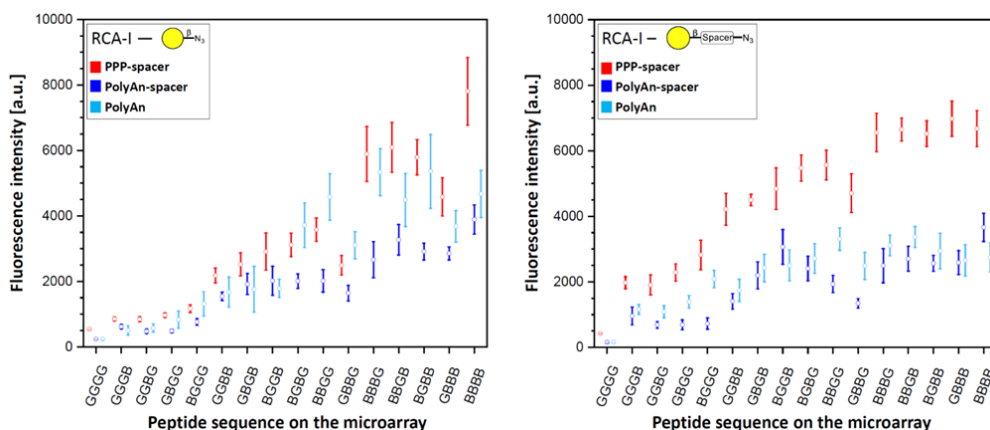 10000
8000
6000
4000
2000
0
Fluorescence intensity [a.u.]
RCA-I — β N3
PPP-spacer
PolyAn-spacer
PolyAn
GGGG GGGB GGBG GBGG BGGG GGBB GBGB BGGB BGBG BBGG GBBG BBBG BBGB BGBB GBBB BBBB
Peptide sequence on the microarray
10000
8000
6000
4000
2000
0
Fluorescence intensity [a.u.]
RCA-I – β Spacer N3
PPP-spacer
PolyAn-spacer
PolyAn
GGGG GGGB GGBG GBGG BGGG GGBB GBGB BGGB BGBG BBGG GBBG BBBG BBGB BGBB GBBB BBBB
Peptide sequence on the microarray